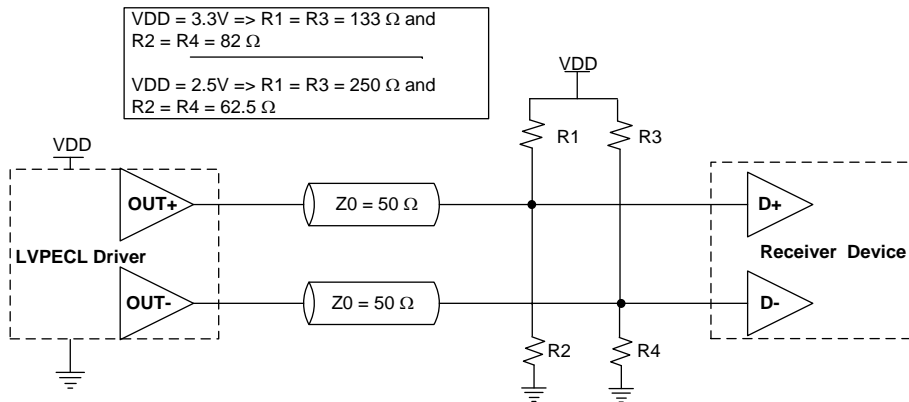 VDD = 3.3V => R1 = R3 = 133 Ω and
R2 = R4 = 82 Ω
VDD = 2.5V => R1 = R3 = 250 Ω and
R2 = R4 = 62.5 Ω
VDD
R1
R3
VDD
OUT+
Z0 = 50 Ω
D+
LVPECL Driver
Receiver Device
OUT-
Z0 = 50 Ω
D-
R2
R4